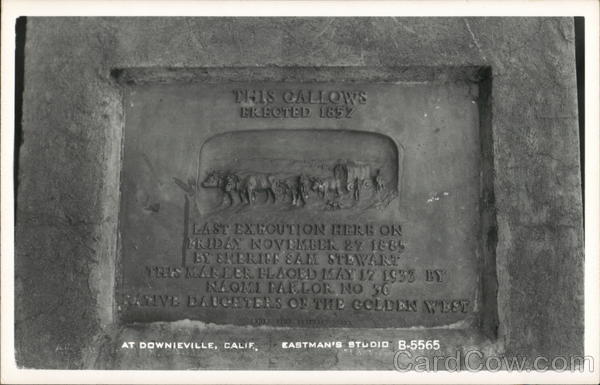 THIS GALLOWS
ERECTED 1857
LAST EXECUTION HERE ON
FRIDAY NOVEMBER 27 1885
BY SHERIFF SAM STEWART
THIS MARKER PLACED MAY 17 1933 BY
NAOMI PARLOR NO 36
NATIVE DAUGHTERS OF THE GOLDEN WEST
AT DOWNIEVILLE, CALIF. EASTMAN'S STUDIO B-5565
CardCow.com